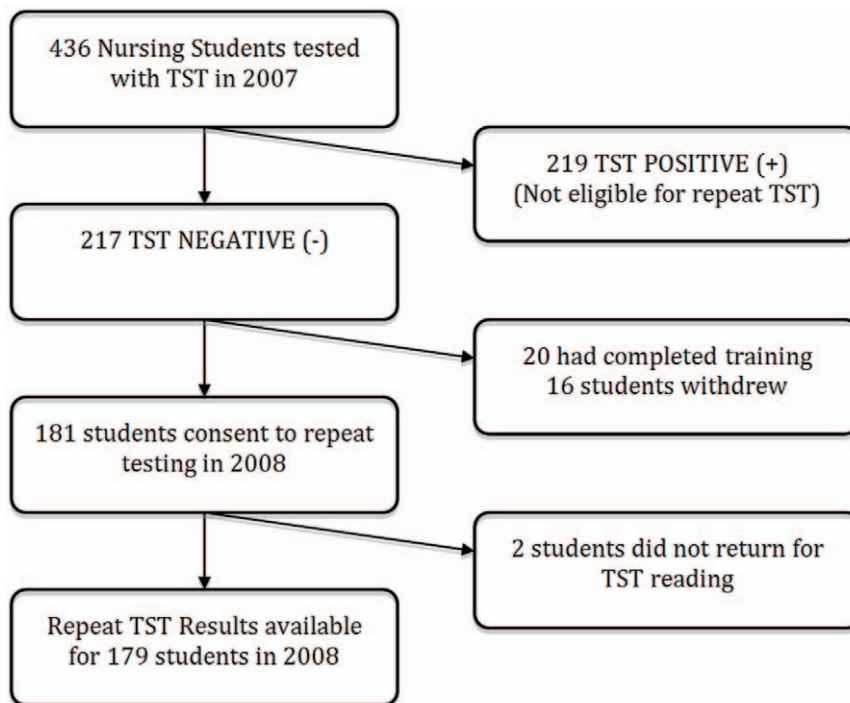 436 Nursing Students tested
with TST in 2007
219 TST POSITIVE (+)
(Not eligible for repeat TST)
217 TST NEGATIVE (-)
20 had completed training
16 students withdrew
181 students consent to repeat
testing in 2008
2 students did not return for
TST reading
Repeat TST Results available
for 179 students in 2008